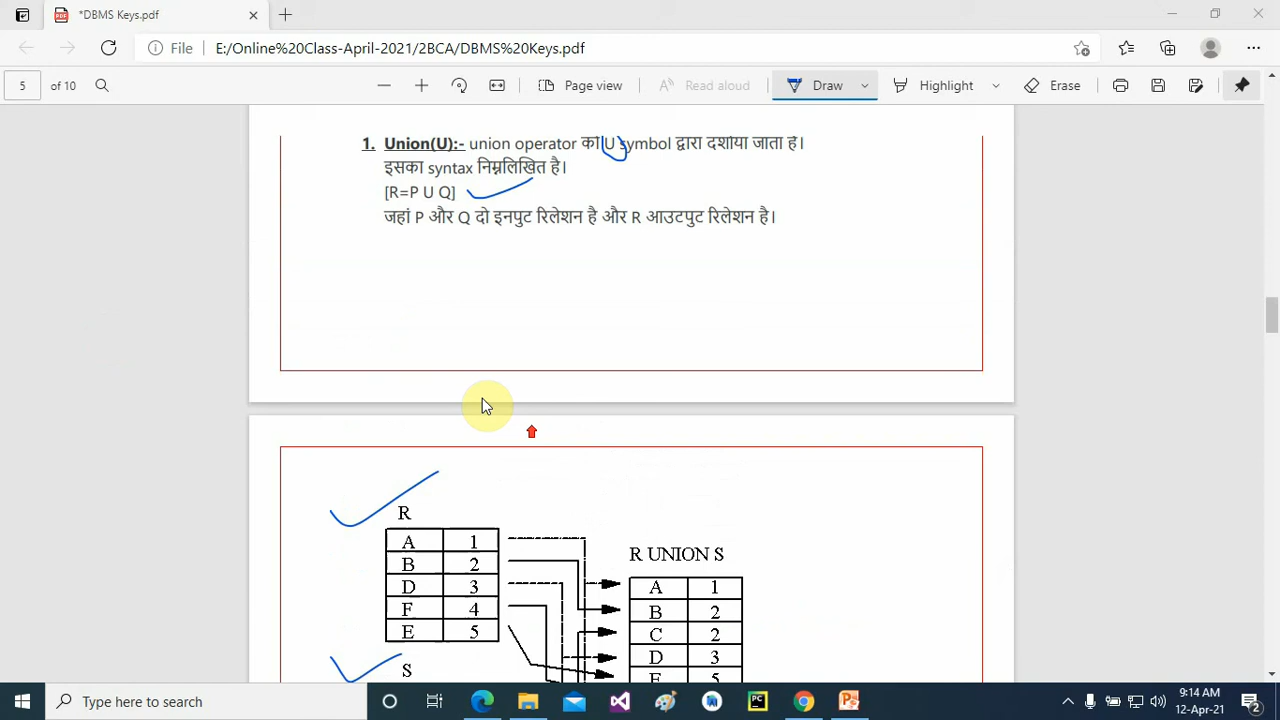 *DBMS Keys.pdf
File E:/Online%20Class-April-2021/2BCA/DBMS%20Keys.pdf
5 of 10 Page view Read aloud Draw Highlight Erase
1. Union(U):- union operator को U symbol द्वारा दर्शाया जाता है।
इसका syntax निम्नलिखित है।
[R=P U Q]
जहां P और Q दो इनपुट रिलेशन है और R आउटपुट रिलेशन है।
R
A 1
B 2
D 3
F 4
E 5
S
R UNION S
A 1
B 2
C 2
D 3
5
Type here to search
9:14 AM
12-Apr-21
2